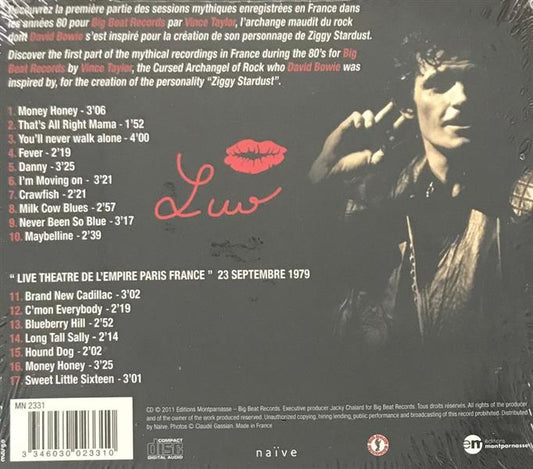 Découvrez la première partie des sessions mythiques enregistrées en France dans
les années 80 pour Big Beat Records par Vince Taylor, l'archange maudit du rock
dont David Bowie s'est inspiré pour la création de son personnage de Ziggy Stardust.
Discover the first part of the mythical recordings in France during the 80's for Big
Beat Records by Vince Taylor, the Cursed Archangel of Rock who David Bowie was
inspired by, for the creation of the personality "Ziggy Stardust".
1. Money Honey - 3'06
2. That's All Right Mama - 1'52
3. You'll never walk alone - 4'00
4. Fever - 2'19
5. Danny - 3'25
6. I'm Moving on - 3'21
7. Crawfish - 2'21
8. Milk Cow Blues - 2'57
9. Never Been So Blue - 3'17
10. Maybelline - 2'39
Luv
" LIVE THEATRE DE L'EMPIRE PARIS FRANCE " 23 SEPTEMBRE 1979
11. Brand New Cadillac - 3'02
12. C'mon Everybody - 2'19
13. Blueberry Hill - 2'52
14. Long Tall Sally - 2'14
15. Hound Dog - 2'02
16. Money Honey - 3'25
17. Sweet Little Sixteen - 3'01
MN 2331
CD © 2011 Editions Montparnasse – Big Beat Records. Executive producer Jacky Chalard for Big Beat Records. Tous droits réservés. All rights of the producer
and of the owner of the work produced reserved. Unauthorized copying, hiring lending, public performance and broadcasting of this record prohibited. Distributed
by Naïve. Photos © Claude Gassian. Made in France
margo
3 346030 023310
COMPACT
disc
DIGITAL AUDIO
naïve
em éditions
montparnasse